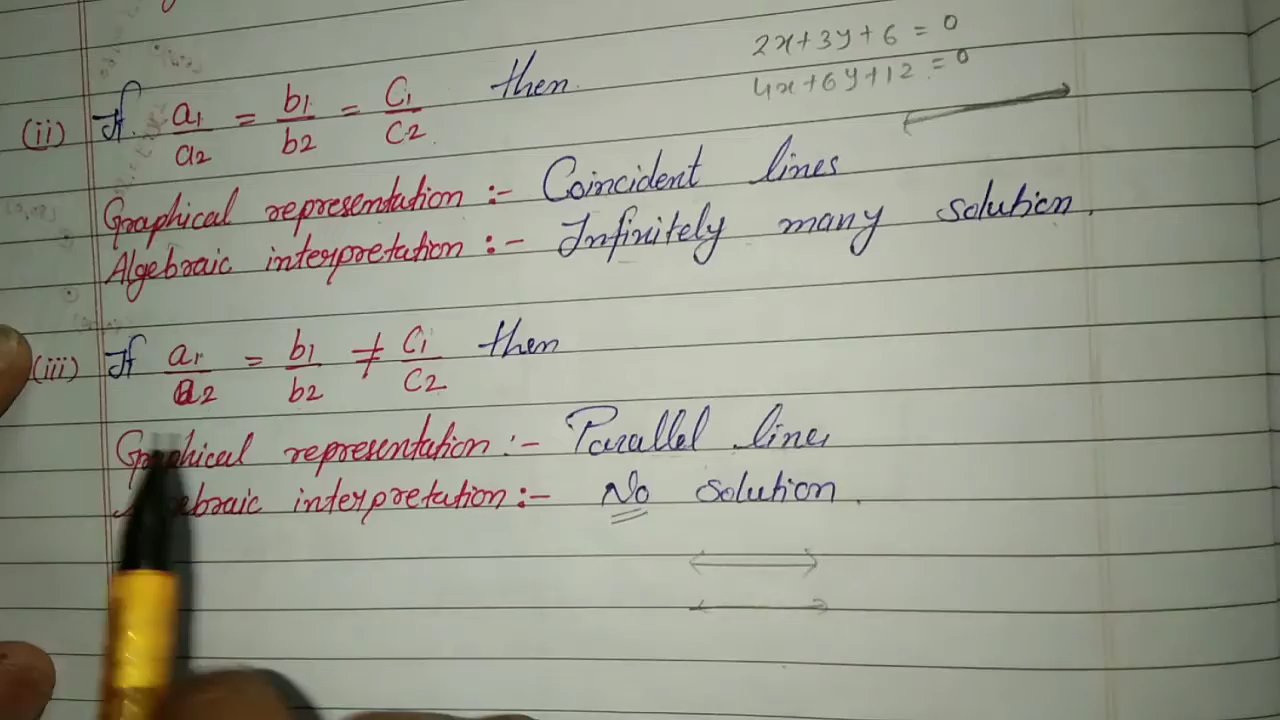 2x+3y+6 = 0
4x+6y+12 = 0
(ii) If a1/a2 = b1/b2 = C1/C2 then
Graphical representation :- Coincident lines
Algebraic interpretation :- Infinitely many solution.
(iii) If a1/a2 = b1/b2 ≠ C1/C2 then
Graphical representation :- Parallel lines
interpretation :- No solution.